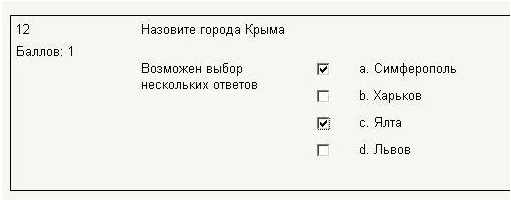 12 Назовите города Крыма
Баллов: 1
Возможен выбор нескольких ответов
a. Симферополь
b. Харьков
c. Ялта
d. Львов